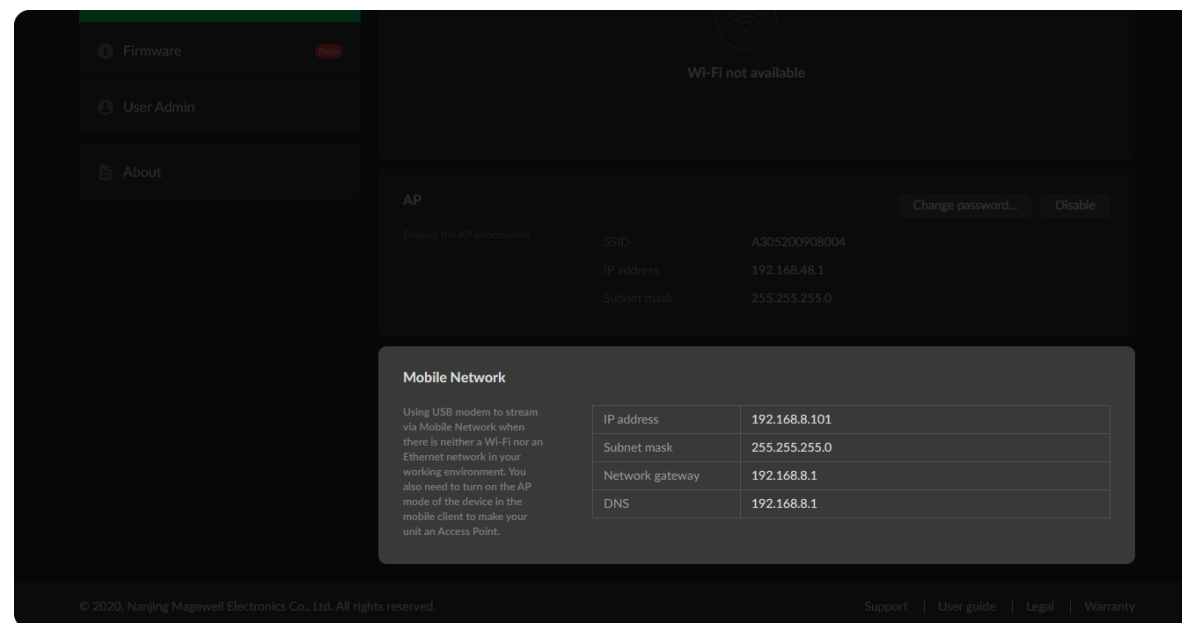 Firmware
New
Wi-Fi not available
User Admin
About
AP
Change password...
Disable
Display the AP information.
SSID
A305200908004
IP address
192.168.48.1
Subnet mask
255.255.255.0
Mobile Network
Using USB modem to stream
via Mobile Network when
there is neither a Wi-Fi nor an
Ethernet network in your
working environment. You
also need to turn on the AP
mode of the device in the
mobile client to make your
unit an Access Point.
IP address
192.168.8.101
Subnet mask
255.255.255.0
Network gateway
192.168.8.1
DNS
192.168.8.1
© 2020, Nanjing Magewell Electronics Co., Ltd. All rights reserved.
Support | User guide | Legal | Warranty